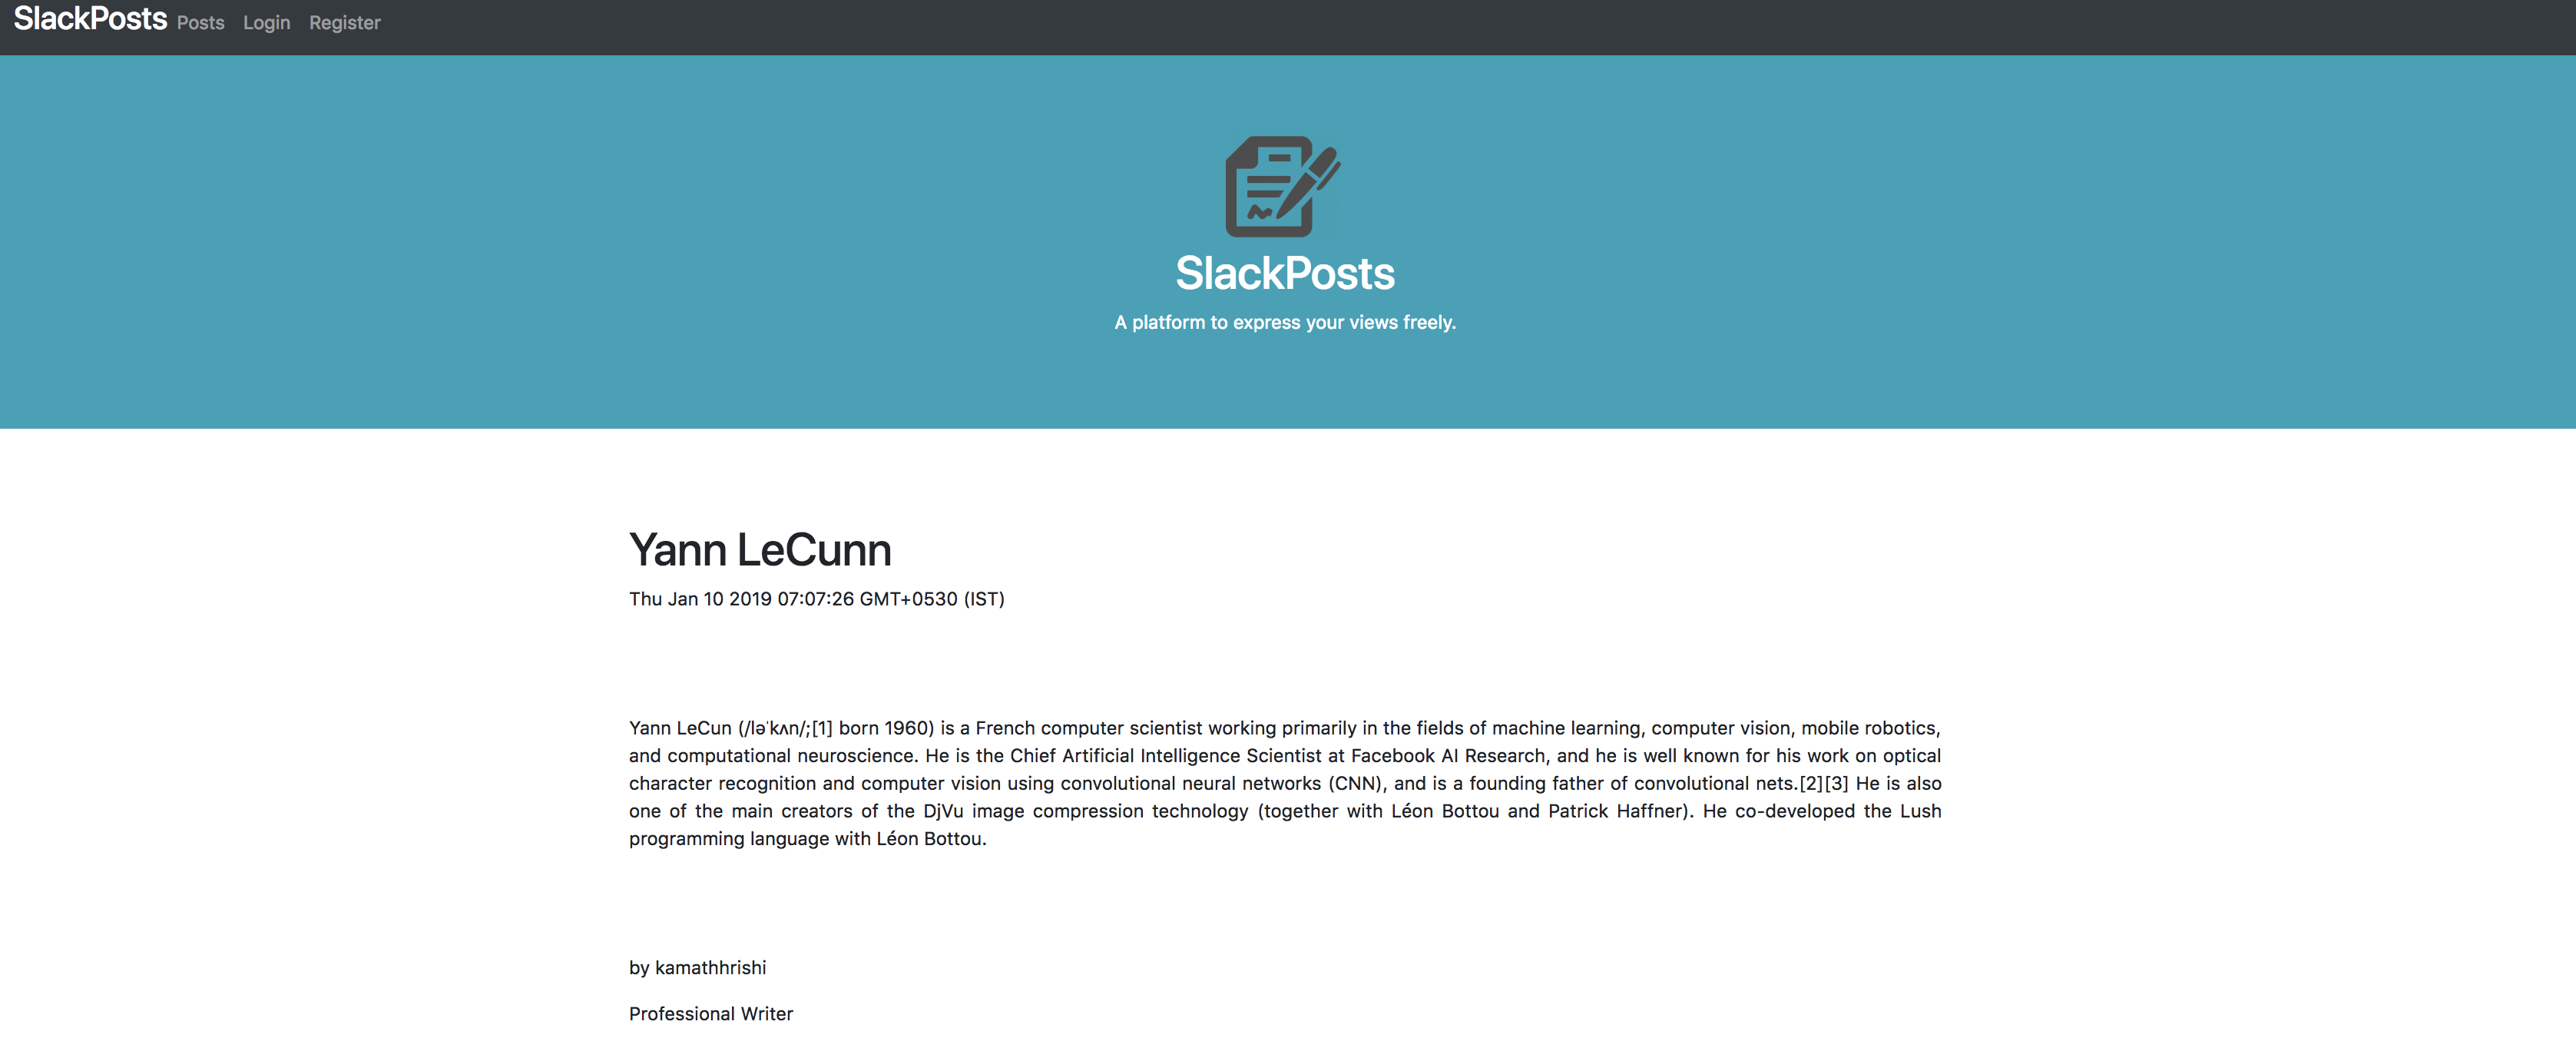 SlackPosts Posts Login Register
SlackPosts
A platform to express your views freely.
Yann LeCunn
Thu Jan 10 2019 07:07:26 GMT+0530 (IST)
Yann LeCun (/ləˈkʌn/;[1] born 1960) is a French computer scientist working primarily in the fields of machine learning, computer vision, mobile robotics,
and computational neuroscience. He is the Chief Artificial Intelligence Scientist at Facebook AI Research, and he is well known for his work on optical
character recognition and computer vision using convolutional neural networks (CNN), and is a founding father of convolutional nets.[2][3] He is also
one of the main creators of the DjVu image compression technology (together with Léon Bottou and Patrick Haffner). He co-developed the Lush
programming language with Léon Bottou.
by kamathhrishi
Professional Writer